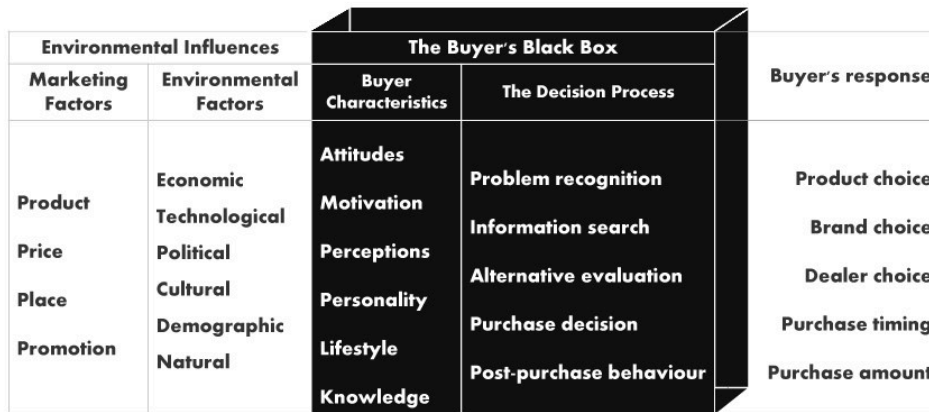 Environmental Influences
The Buyer's Black Box
Buyer's response
Marketing
Factors
Environmental
Factors
Buyer
Characteristics
The Decision Process
Product
Price
Place
Promotion
Economic
Technological
Political
Cultural
Demographic
Natural
Attitudes
Motivation
Perceptions
Personality
Lifestyle
Knowledge
Problem recognition
Information search
Alternative evaluation
Purchase decision
Post-purchase behaviour
Product choice
Brand choice
Dealer choice
Purchase timing
Purchase amount